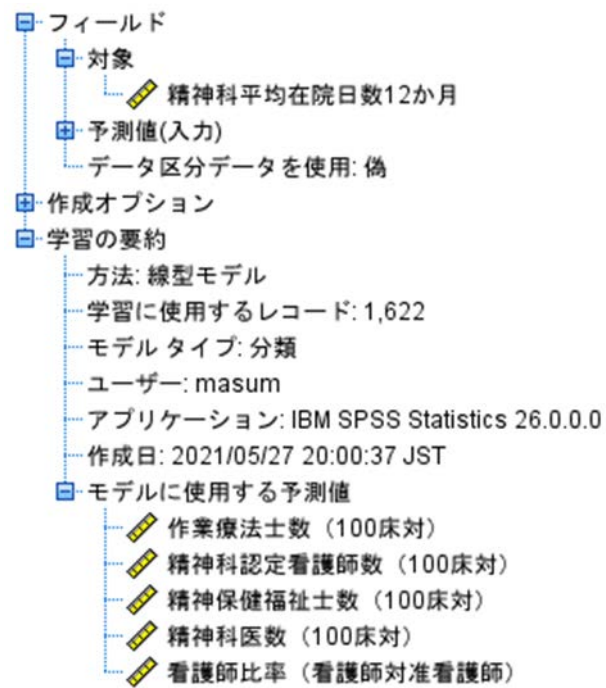 フィールド
対象
精神科平均在院日数12か月
予測値(入力)
データ区分データを使用: 偽
作成オプション
学習の要約
方法: 線型モデル
学習に使用するレコード: 1,622
モデル タイプ: 分類
ユーザー: masum
アプリケーション: IBM SPSS Statistics 26.0.0.0
作成日: 2021/05/27 20:00:37 JST
モデルに使用する予測値
作業療法士数（100床対）
精神科認定看護師数（100床対）
精神保健福祉士数（100床対）
精神科医数（100床対）
看護師比率（看護師対准看護師）